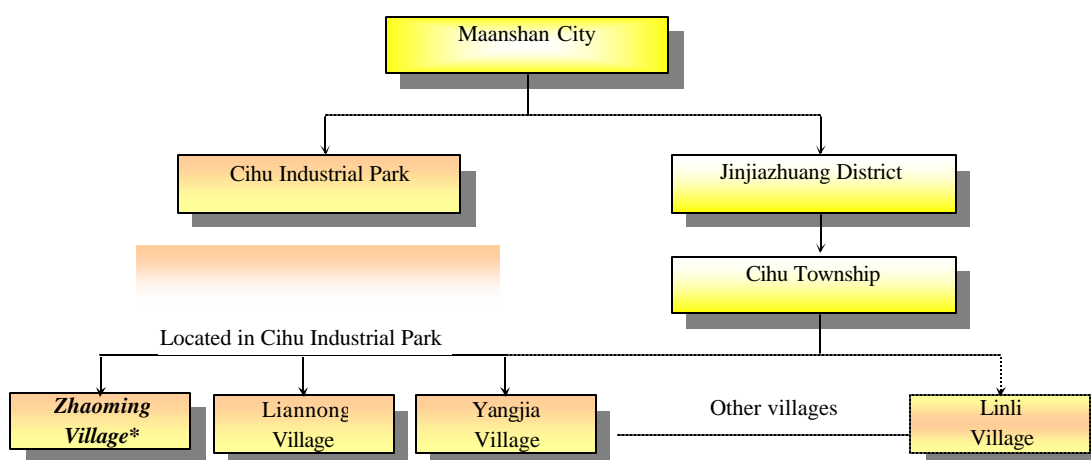 Maanshan City
Cihu Industrial Park
Jinjiazhuang District
Cihu Township
Located in Cihu Industrial Park
Zhaoming
Village*
Liannong
Village
Yangjia
Village
Other villages
Linli
Village